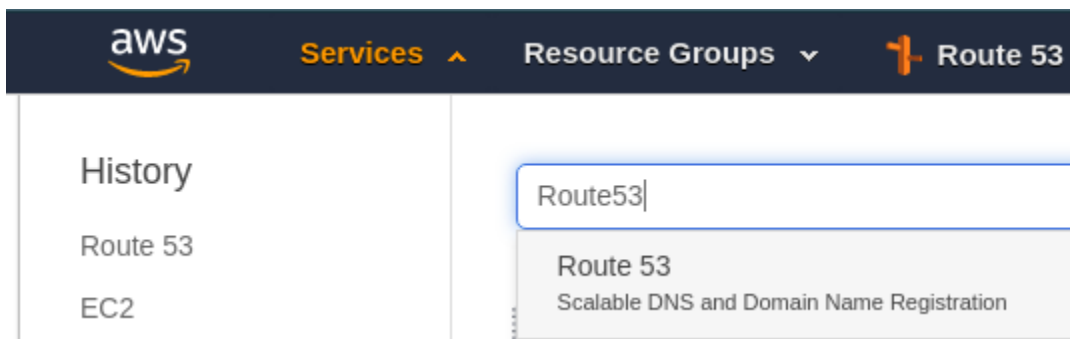 aws Services Resource Groups Route 53
History
Route53
Route 53
EC2
Route 53
Scalable DNS and Domain Name Registration